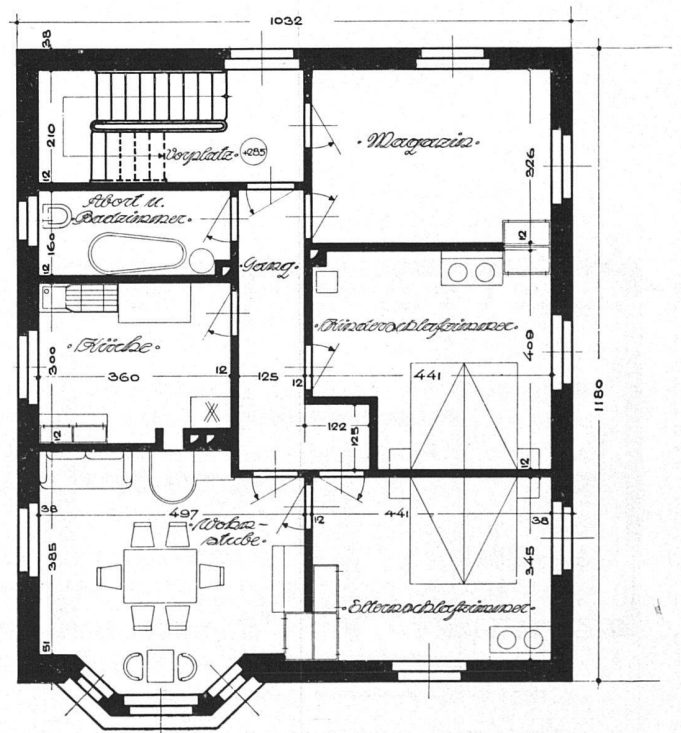 1032
38
210
·Vorplatz· +285
·Magazin·
326
12
Abort u.
·Badzimmer·
160
12
12
·Gang·
·Küche·
·Kinderschlafzimmer·
300
360
12
125
12
441
409
1180
122
125
12
12
38
497
12
441
38
·Wohn-
stube·
385
345
·Elternschlafzimmer·
51